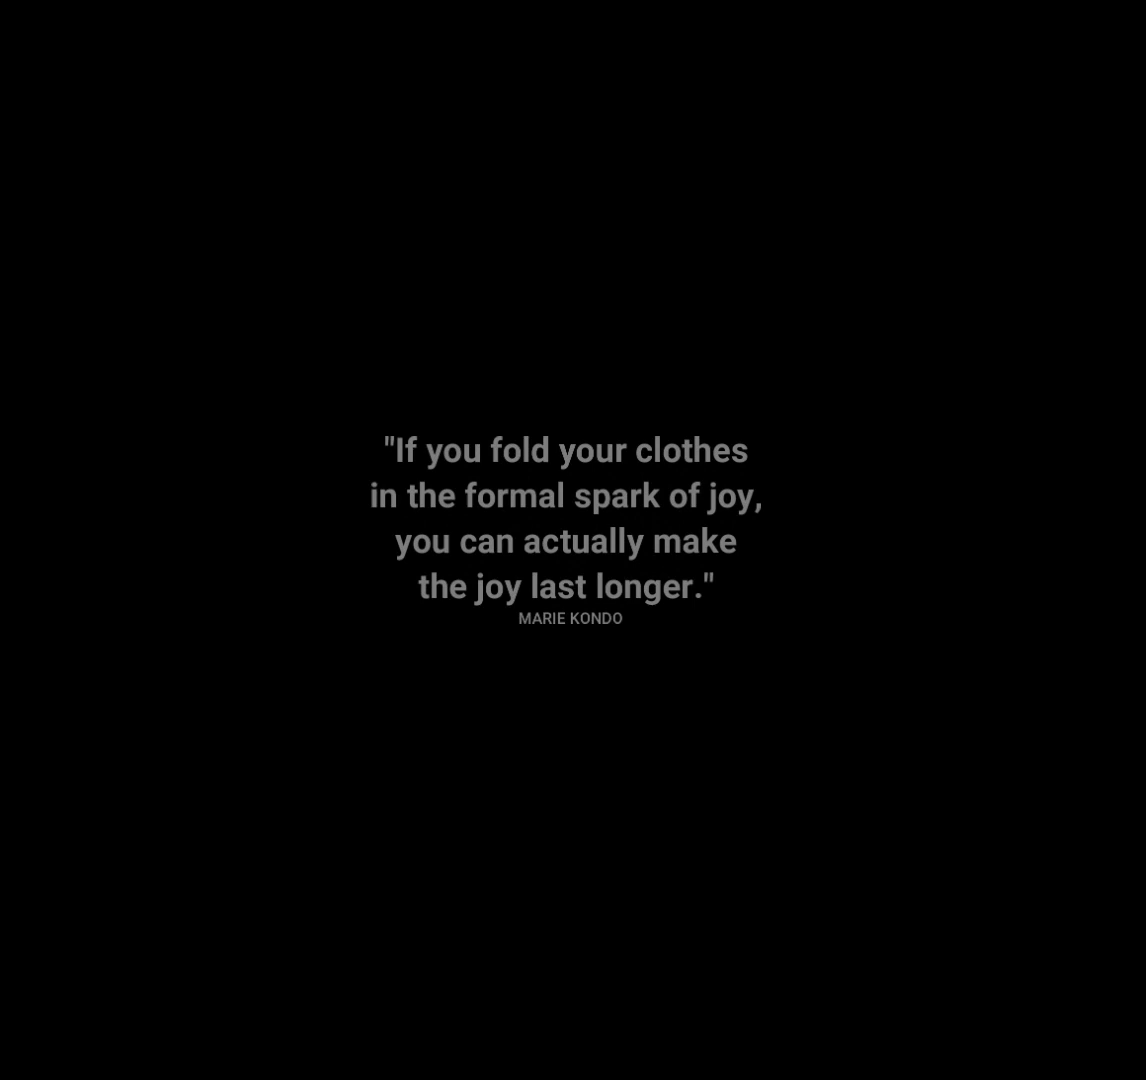 "If you fold your clothes
in the formal spark of joy,
you can actually make
the joy last longer."
MARIE KONDO